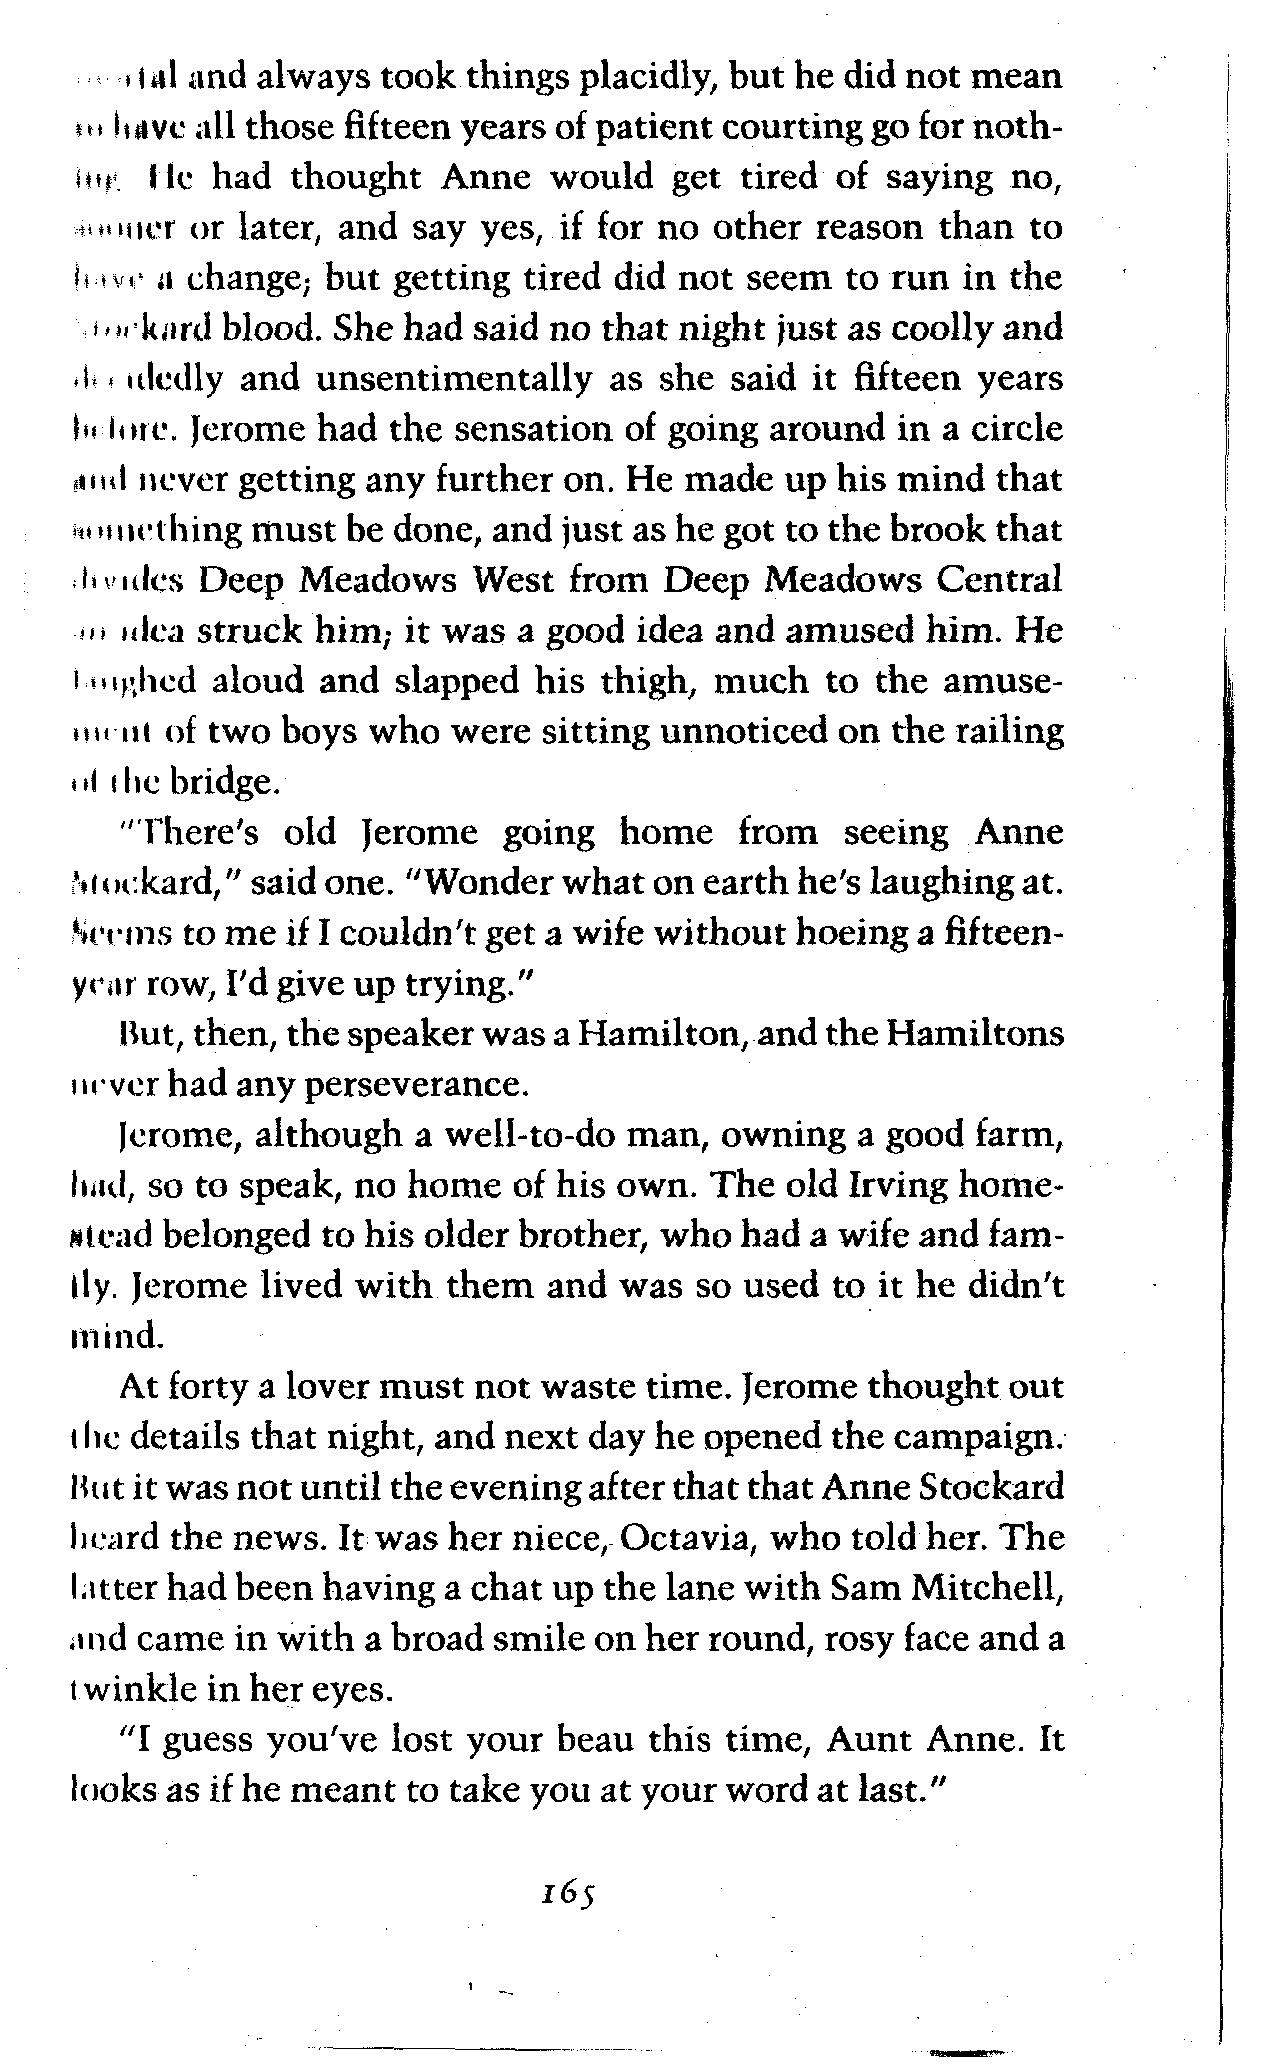 and always took things placidly, but he did not mean
to have all those fifteen years of patient courting go for noth-
ing. He had thought Anne would get tired of saying no,
sooner or later, and say yes, if for no other reason than to
have a change; but getting tired did not seem to run in the
Stockard blood. She had said no that night just as coolly and
decidedly and unsentimentally as she said it fifteen years
before. Jerome had the sensation of going around in a circle
and never getting any further on. He made up his mind that
something must be done, and just as he got to the brook that
divides Deep Meadows West from Deep Meadows Central
an idea struck him; it was a good idea and amused him. He
laughed aloud and slapped his thigh, much to the amuse-
ment of two boys who were sitting unnoticed on the railing
of the bridge.
"There's old Jerome going home from seeing Anne
Stockard," said one. "Wonder what on earth he's laughing at.
Seems to me if I couldn't get a wife without hoeing a fifteen-
year row, I'd give up trying."
But, then, the speaker was a Hamilton, and the Hamiltons
never had any perseverance.
Jerome, although a well-to-do man, owning a good farm,
had, so to speak, no home of his own. The old Irving home-
stead belonged to his older brother, who had a wife and fam-
ily. Jerome lived with them and was so used to it he didn't
mind.
At forty a lover must not waste time. Jerome thought out
the details that night, and next day he opened the campaign.
But it was not until the evening after that that Anne Stockard
heard the news. It was her niece, Octavia, who told her. The
latter had been having a chat up the lane with Sam Mitchell,
and came in with a broad smile on her round, rosy face and a
twinkle in her eyes.
"I guess you've lost your beau this time, Aunt Anne. It
looks as if he meant to take you at your word at last."
165